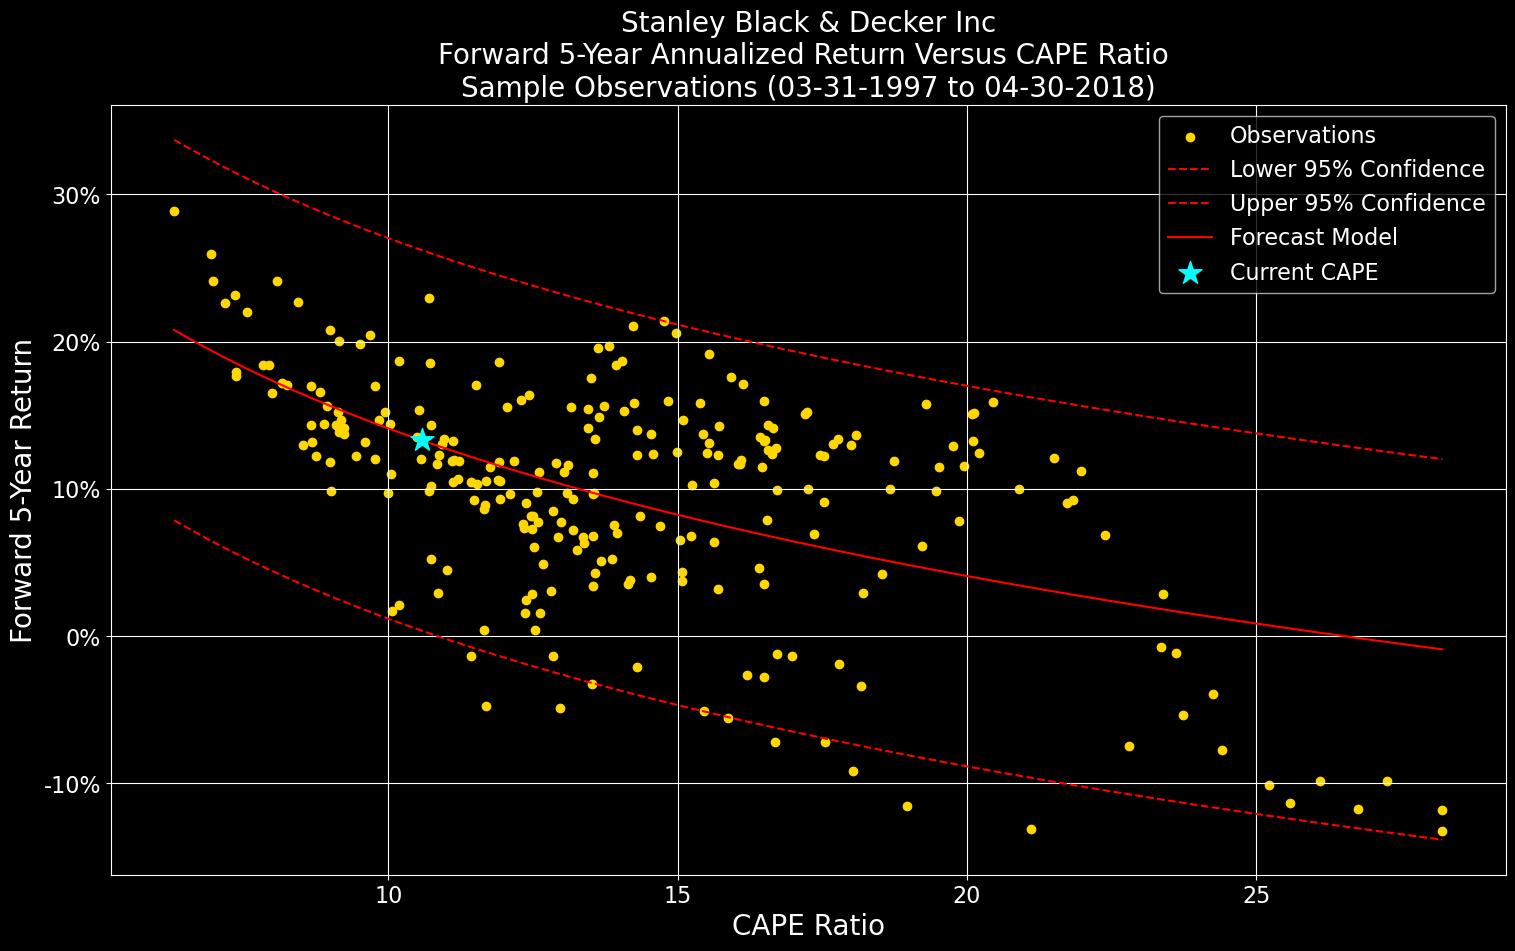 Stanley Black & Decker Inc
Forward 5-Year Annualized Return Versus CAPE Ratio
Sample Observations (03-31-1997 to 04-30-2018)
Observations
Lower 95% Confidence
Upper 95% Confidence
Forecast Model
Current CAPE
Forward 5-Year Return
30%
20%
10%
0%
-10%
10
15
20
25
CAPE Ratio